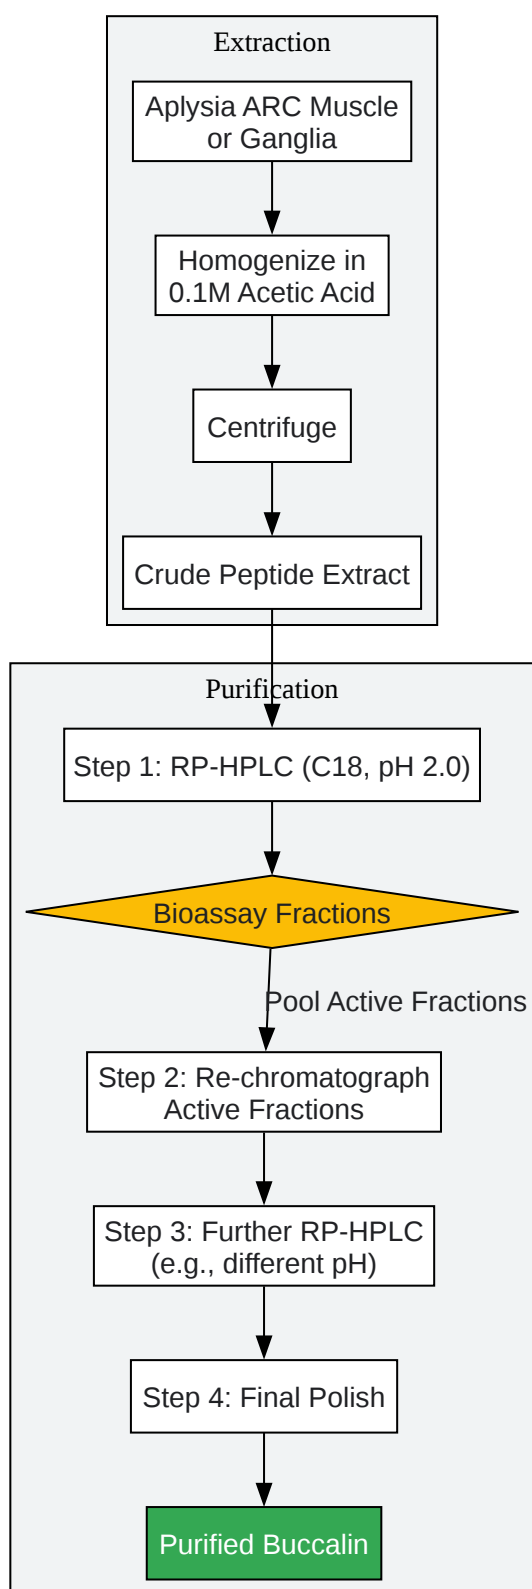 Extraction
Aplysia ARC Muscle
or Ganglia
Homogenize in
0.1M Acetic Acid
Centrifuge
Crude Peptide Extract
Purification
Step 1: RP-HPLC (C18, pH 2.0)
Bioassay Fractions
Pool Active Fractions
Step 2: Re-chromatograph
Active Fractions
Step 3: Further RP-HPLC
(e.g., different pH)
Step 4: Final Polish
Purified Buccalin